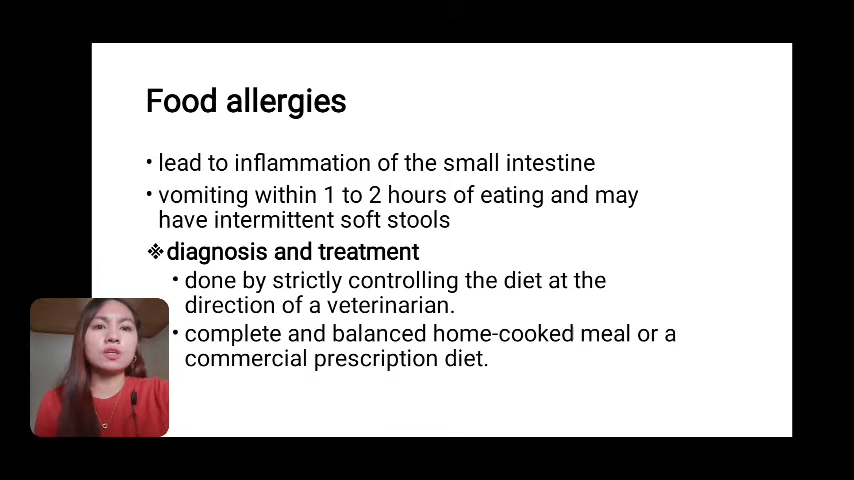 Food allergies
• lead to inflammation of the small intestine
• vomiting within 1 to 2 hours of eating and may
have intermittent soft stools
❖diagnosis and treatment
• done by strictly controlling the diet at the
direction of a veterinarian.
• complete and balanced home-cooked meal or a
commercial prescription diet.